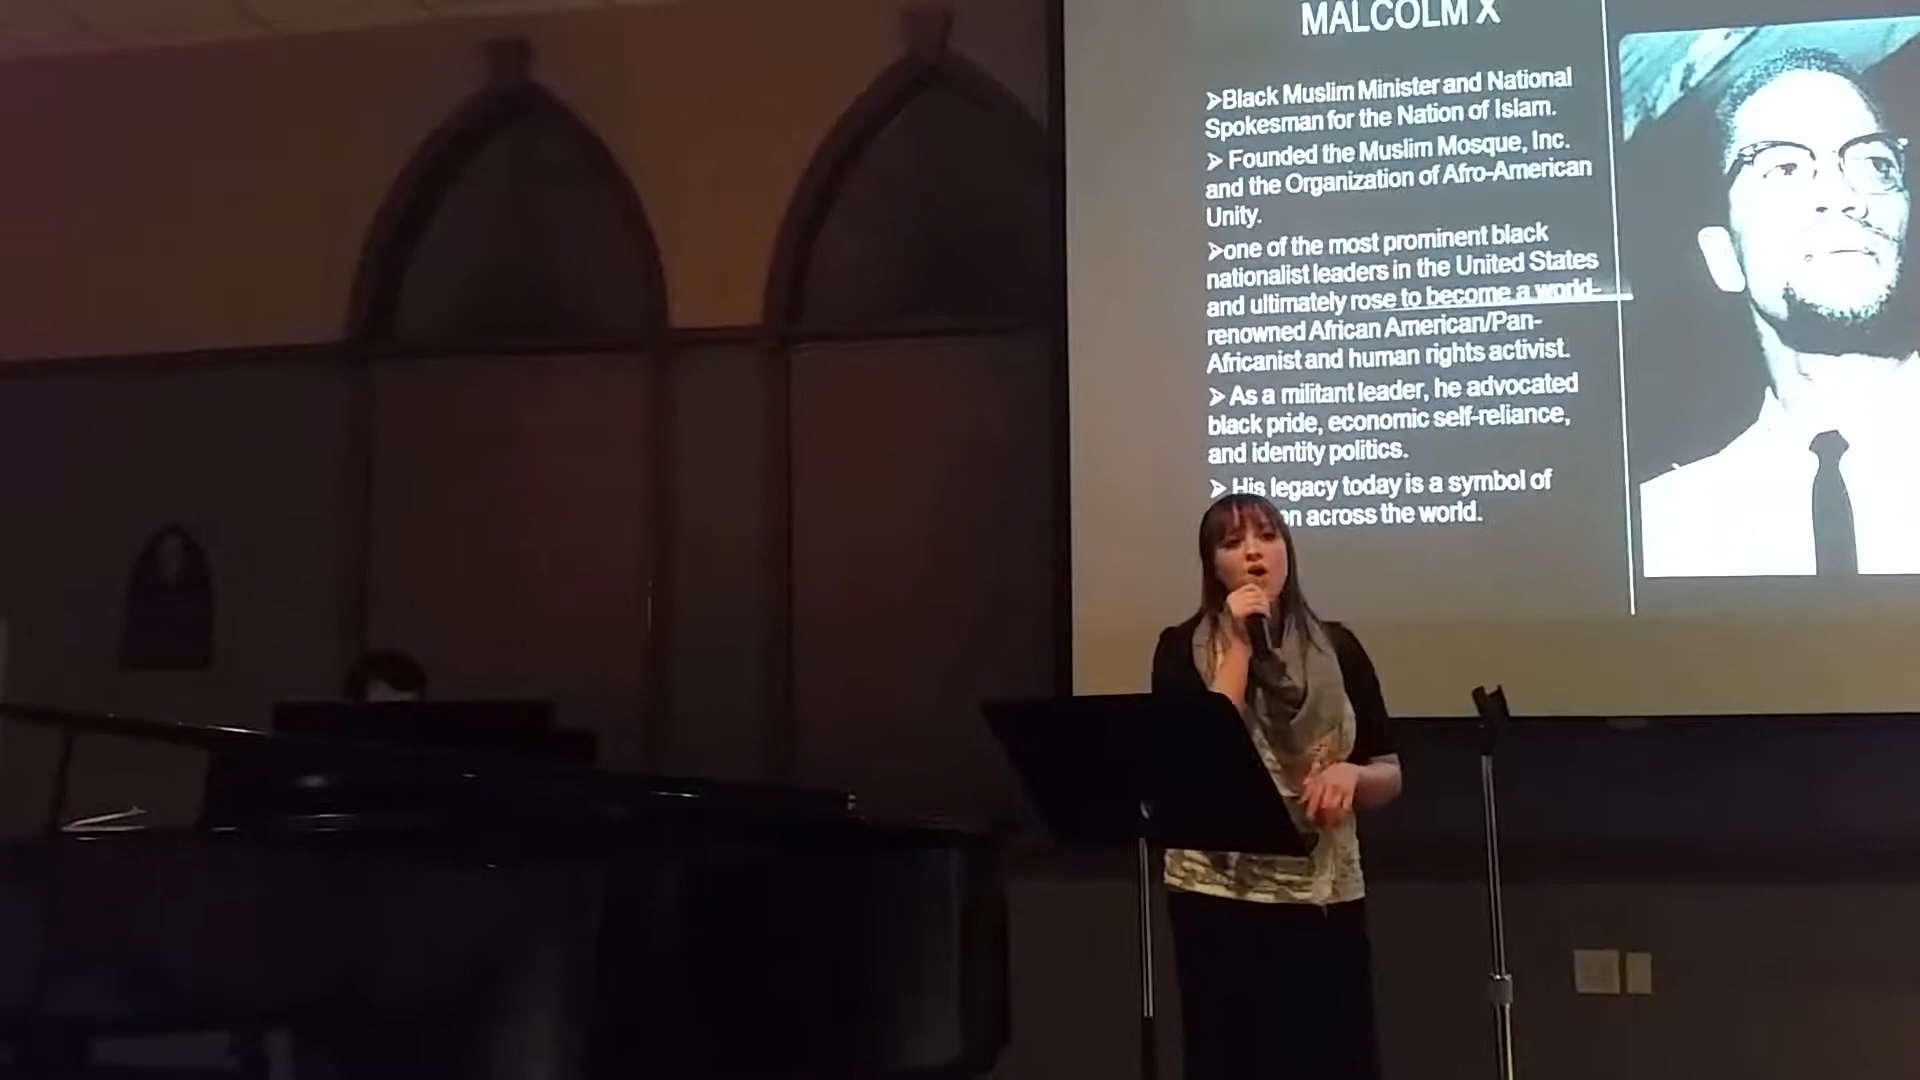 MALCOLM X
➢Black Muslim Minister and National
Spokesman for the Nation of Islam.
➢ Founded the Muslim Mosque, Inc.
and the Organization of Afro-American
Unity.
➢one of the most prominent black
nationalist leaders in the United States
and ultimately rose to become a world-
renowned African American/Pan-
Africanist and human rights activist.
➢ As a militant leader, he advocated
black pride, economic self-reliance,
and identity politics.
➢ His legacy today is a symbol of
across the world.